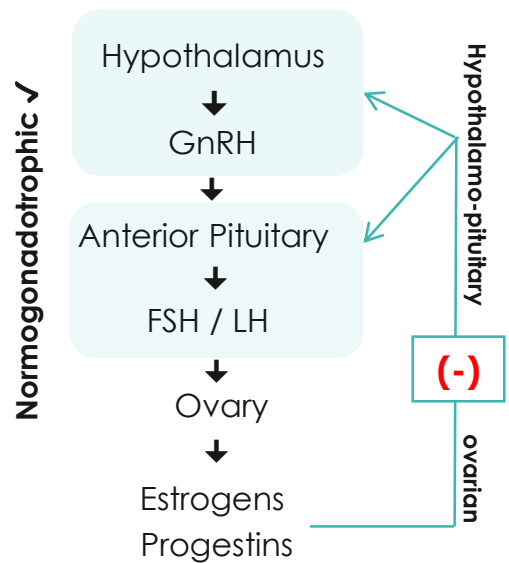 Normogonadotrophic ✓
Hypothalamus
GnRH
Anterior Pituitary
FSH / LH
Ovary
Estrogens
Progestins
Hypothalamo-pituitary
(-)
ovarian